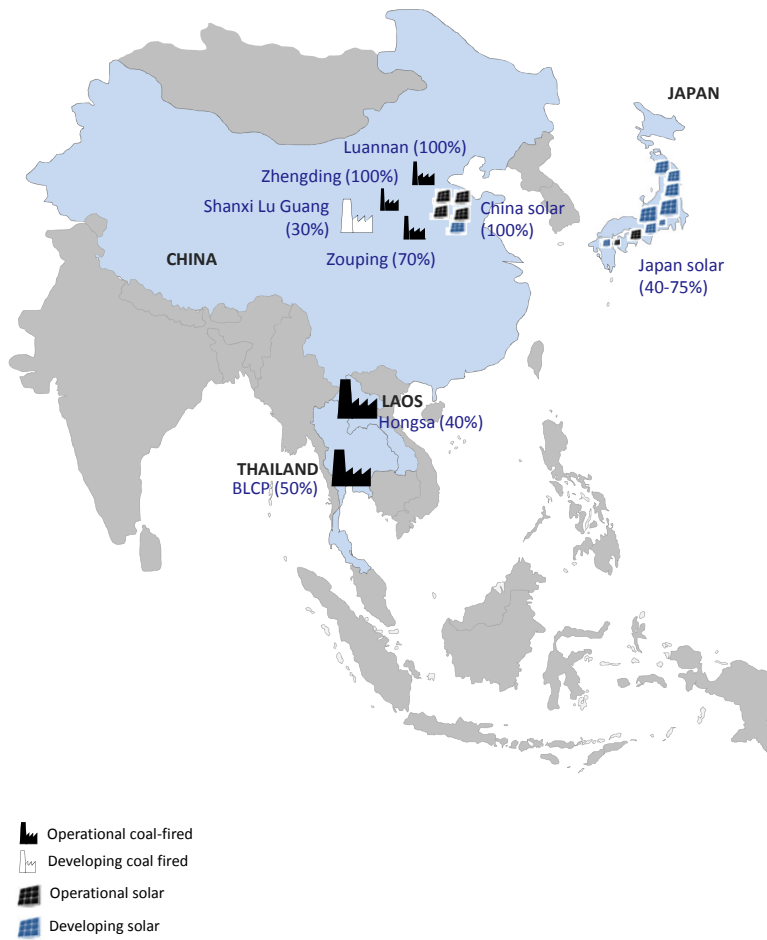 JAPAN
Luannan (100%)
Zhengding (100%)
Shanxi Lu Guang
(30%)
China solar
(100%)
Zouping (70%)
CHINA
Japan solar
(40-75%)
LAOS
Hongsa (40%)
THAILAND
BLCP (50%)
Operational coal-fired
Developing coal fired
Operational solar
Developing solar